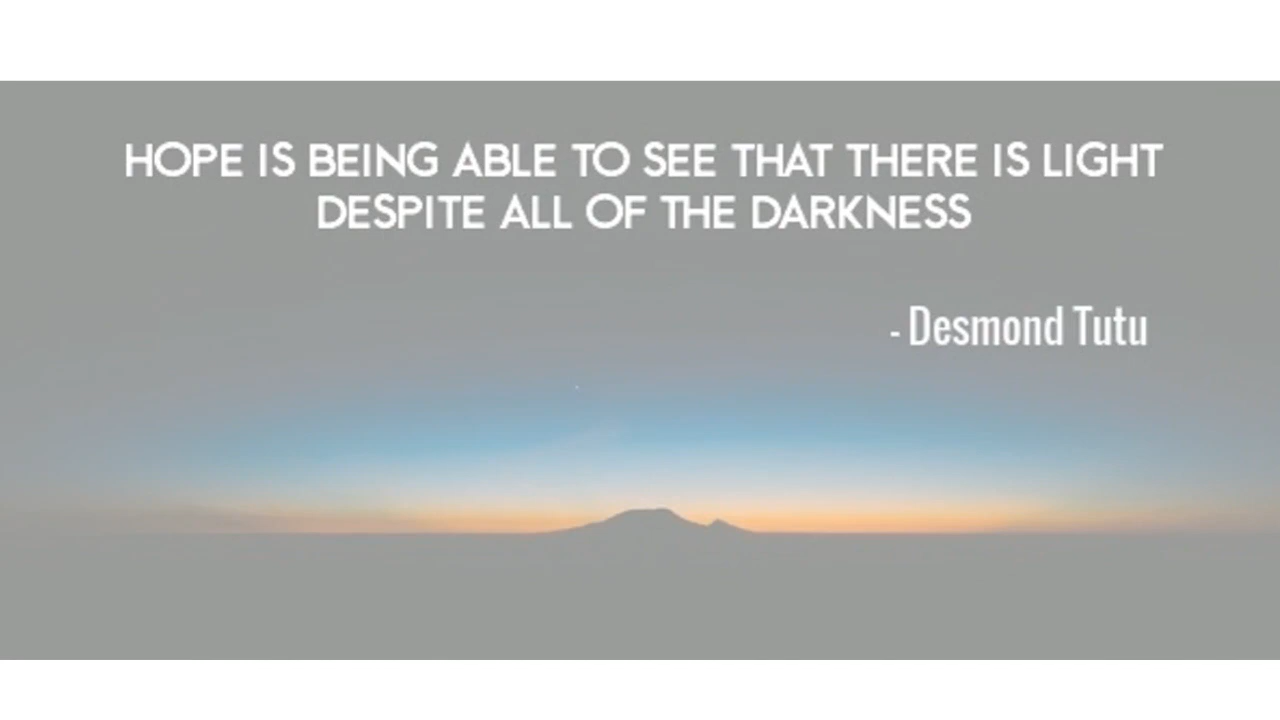 HOPE IS BEING ABLE TO SEE THAT THERE IS LIGHT
DESPITE ALL OF THE DARKNESS
- Desmond Tutu